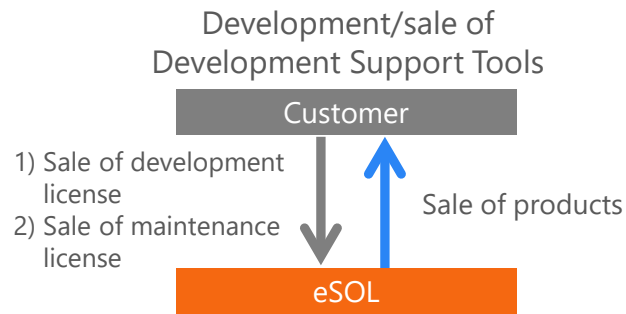 Development/sale of
Development Support Tools
Customer
1) Sale of development
license
2) Sale of maintenance
license
Sale of products
eSOL